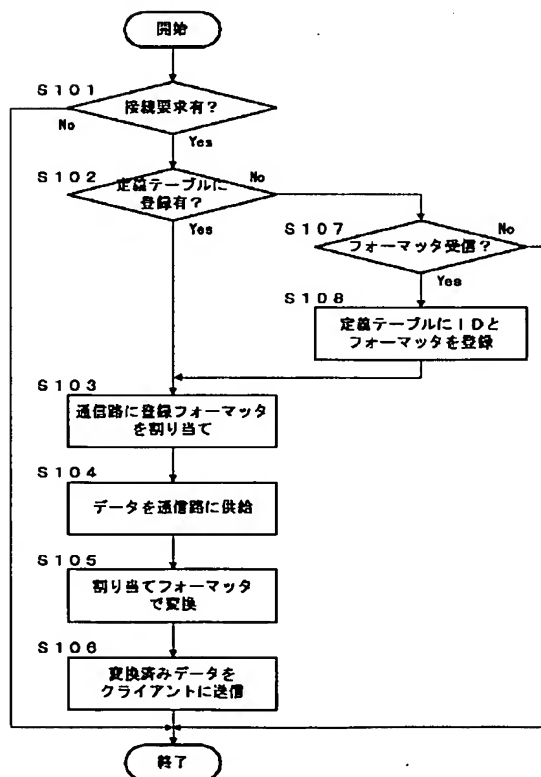 開始
S101
接続要求有?
No
Yes
S102
定義テーブルに
登録有?
No
Yes
S107
フォーマッタ受信?
No
Yes
S108
定義テーブルにIDと
フォーマッタを登録
S103
通信路に登録フォーマッタ
を割り当て
S104
データを通信路に供給
S105
割り当てフォーマッタ
で変換
S106
変換済みデータを
クライアントに送信
終了